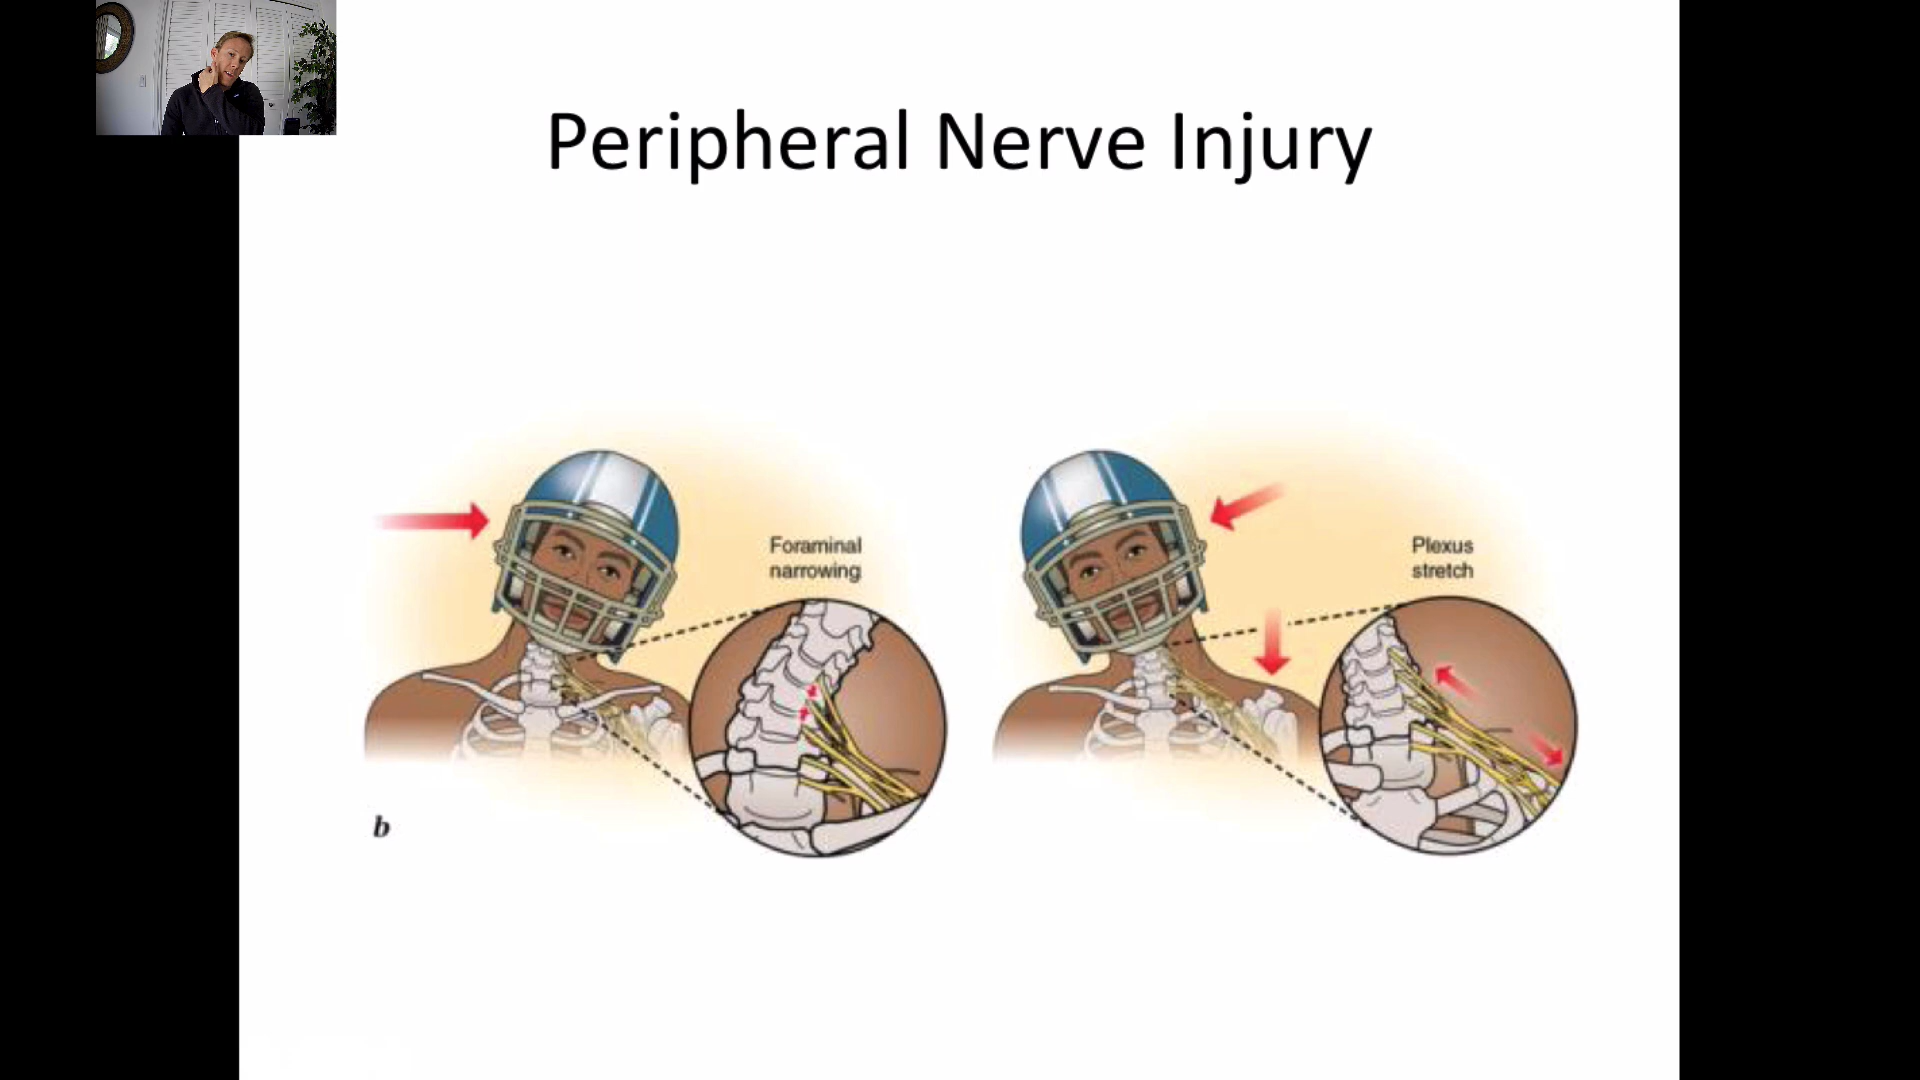 Peripheral Nerve Injury
Foraminal
narrowing
Plexus
stretch
b